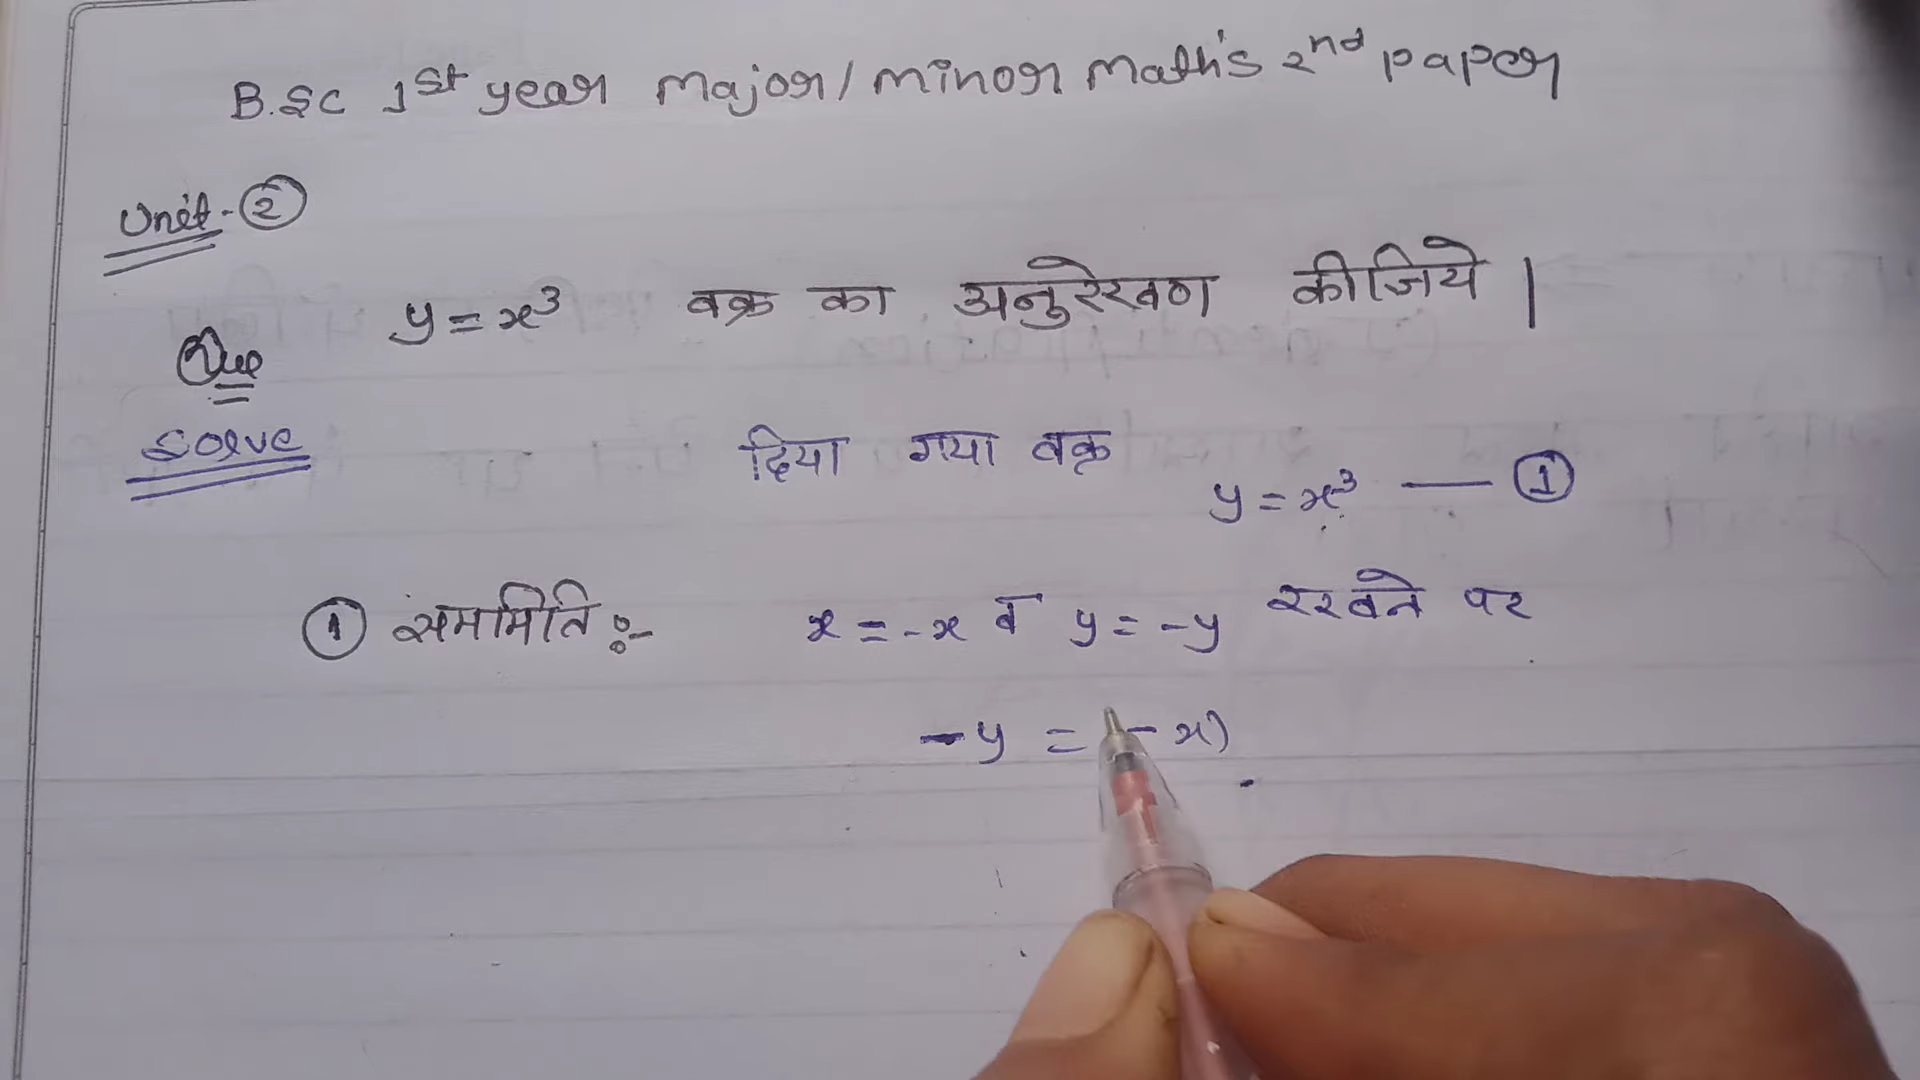 B.Sc 1st year Major/minor Math's 2nd paper
Unit-②
Que y = x³ वक्र का अनुरेखण कीजिये |
Solve
दिया गया वक्र
y = x³ — ①
① सममिति :- x = -x व y = -y रखने पर
-y = (-x)